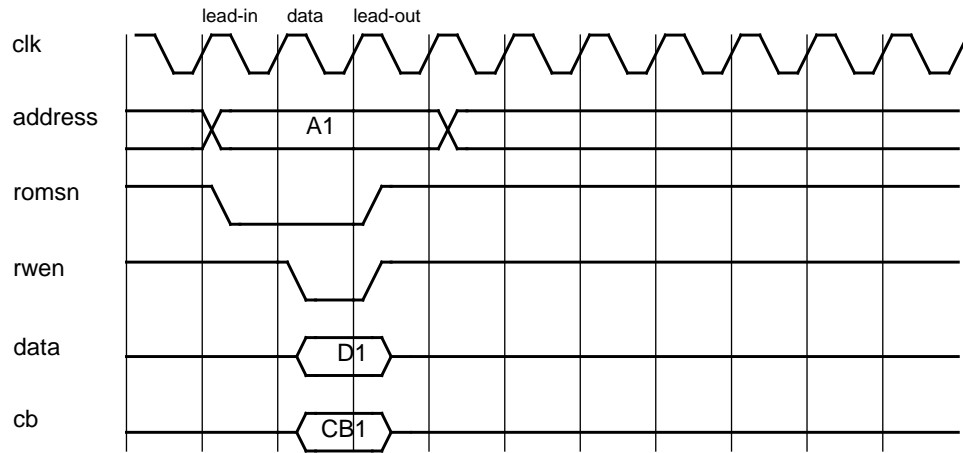 lead-in data lead-out
clk
address A1
romsn
rwen
data D1
cb CB1